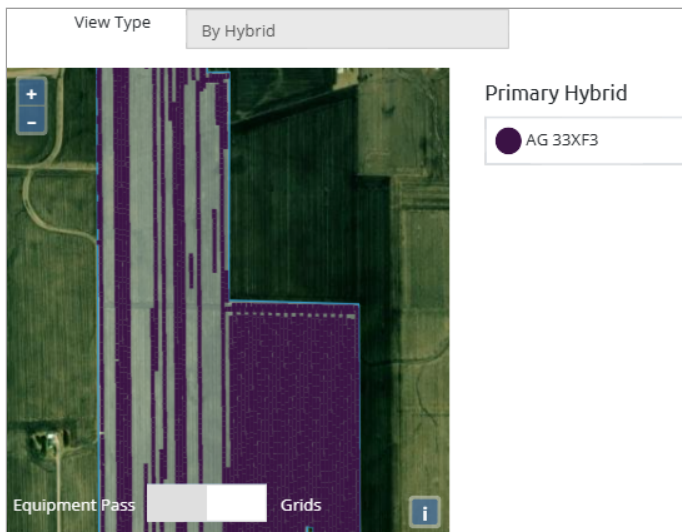 View Type
By Hybrid
+
−
Primary Hybrid
AG 33XF3
Equipment Pass
Grids
i